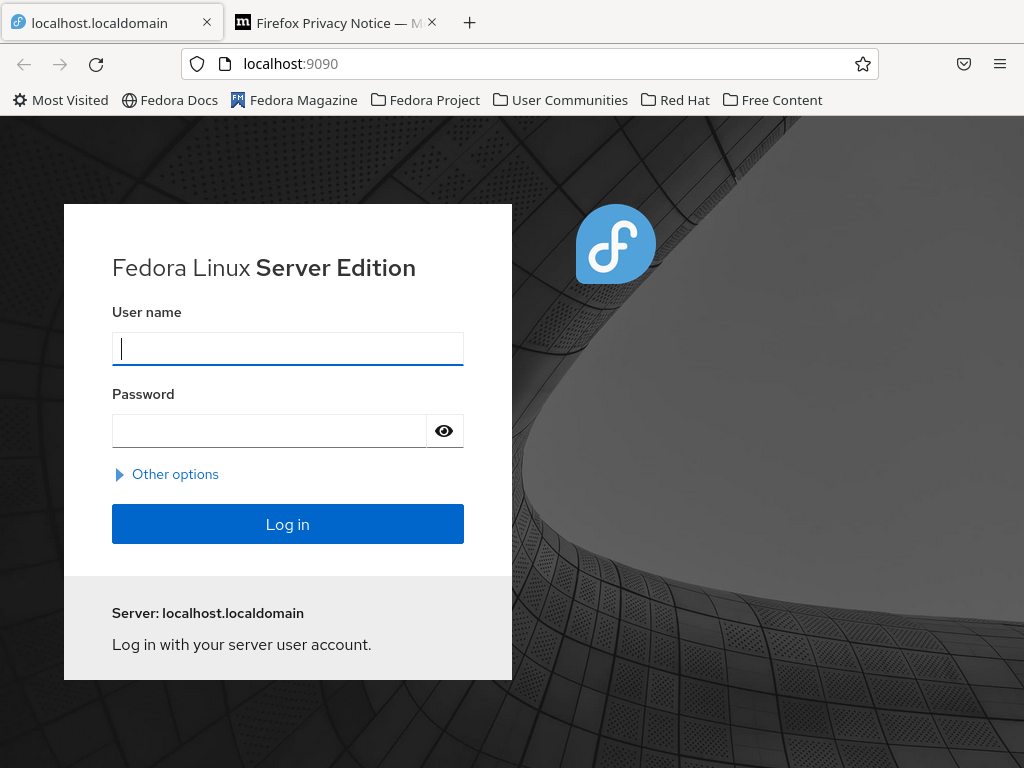 localhost.localdomain
Firefox Privacy Notice — M
localhost:9090
Most Visited
Fedora Docs
Fedora Magazine
Fedora Project
User Communities
Red Hat
Free Content
Fedora Linux Server Edition
User name
Password
Other options
Log in
Server: localhost.localdomain
Log in with your server user account.